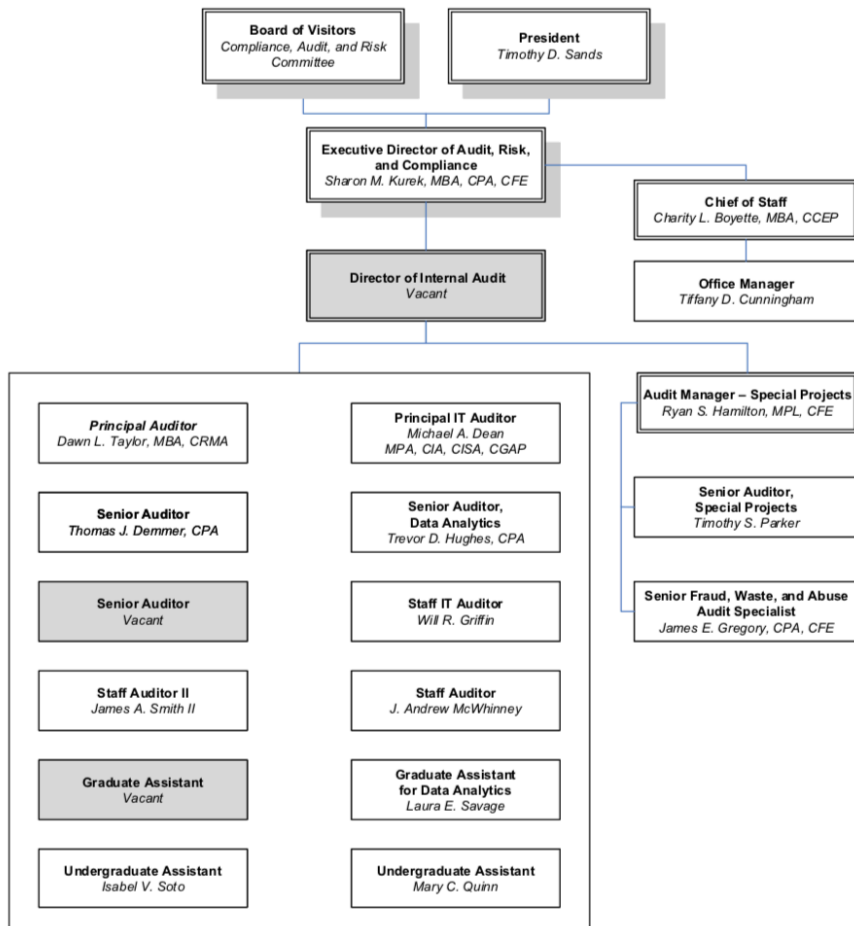 Board of Visitors
Compliance, Audit, and Risk
Committee
President
Timothy D. Sands
Executive Director of Audit, Risk,
and Compliance
Sharon M. Kurek, MBA, CPA, CFE
Chief of Staff
Charity L. Boyette, MBA, CCEP
Director of Internal Audit
Vacant
Office Manager
Tiffany D. Cunningham
Principal Auditor
Dawn L. Taylor, MBA, CRMA
Principal IT Auditor
Michael A. Dean
MPA, CIA, CISA, CGAP
Audit Manager – Special Projects
Ryan S. Hamilton, MPL, CFE
Senior Auditor
Thomas J. Demmer, CPA
Senior Auditor,
Data Analytics
Trevor D. Hughes, CPA
Senior Auditor,
Special Projects
Timothy S. Parker
Senior Auditor
Vacant
Staff IT Auditor
Will R. Griffin
Senior Fraud, Waste, and Abuse
Audit Specialist
James E. Gregory, CPA, CFE
Staff Auditor II
James A. Smith II
Staff Auditor
J. Andrew McWhinney
Graduate Assistant
Vacant
Graduate Assistant
for Data Analytics
Laura E. Savage
Undergraduate Assistant
Isabel V. Soto
Undergraduate Assistant
Mary C. Quinn